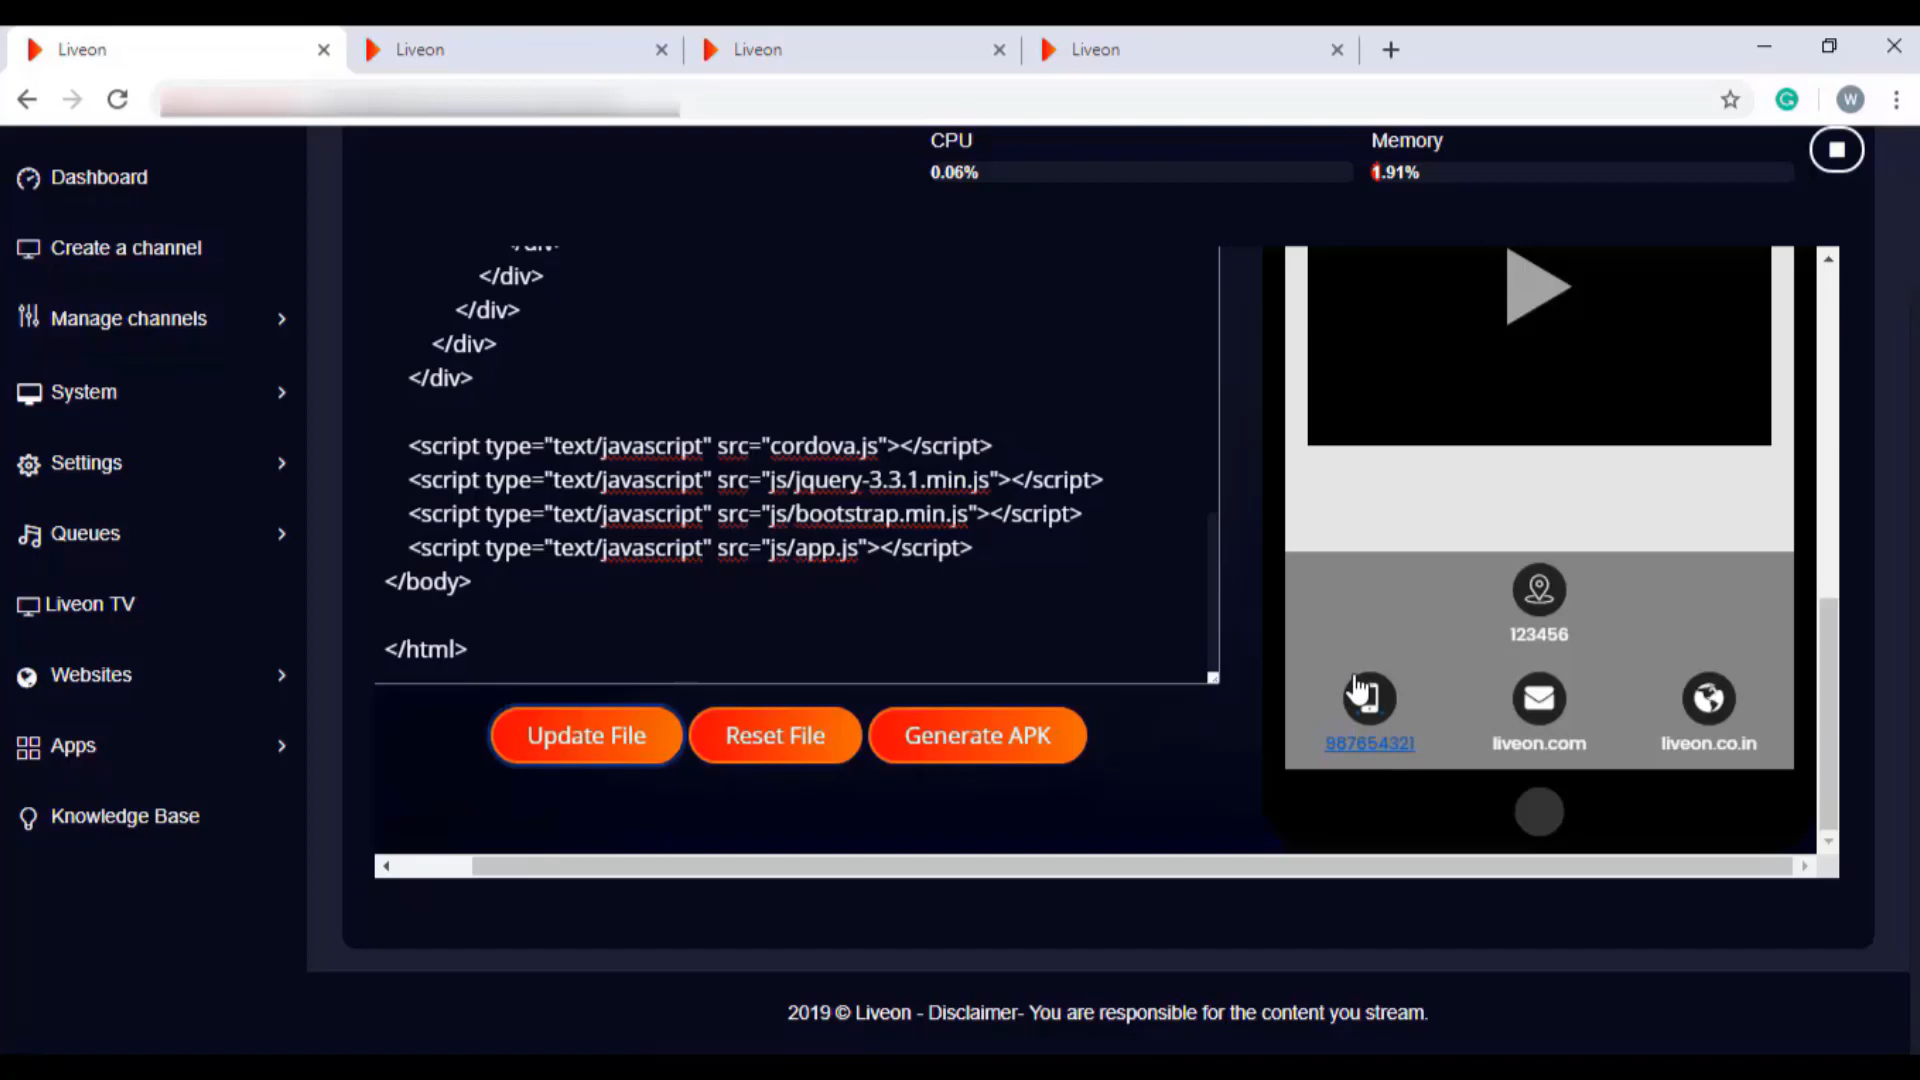 Liveon
Liveon
Liveon
Liveon
W
CPU
Memory
0.06%
1.91%
Dashboard
Create a channel
Manage channels
System
Settings
Queues
Liveon TV
Websites
Apps
Knowledge Base
</div>
</div>
</div>
</div>
</div>
<script type="text/javascript" src="cordova.js"></script>
<script type="text/javascript" src="js/jquery-3.3.1.min.js"></script>
<script type="text/javascript" src="js/bootstrap.min.js"></script>
<script type="text/javascript" src="js/app.js"></script>
</body>
</html>
Update File
Reset File
Generate APK
123456
987654321
liveon.com
liveon.co.in
2019 © Liveon - Disclaimer- You are responsible for the content you stream.